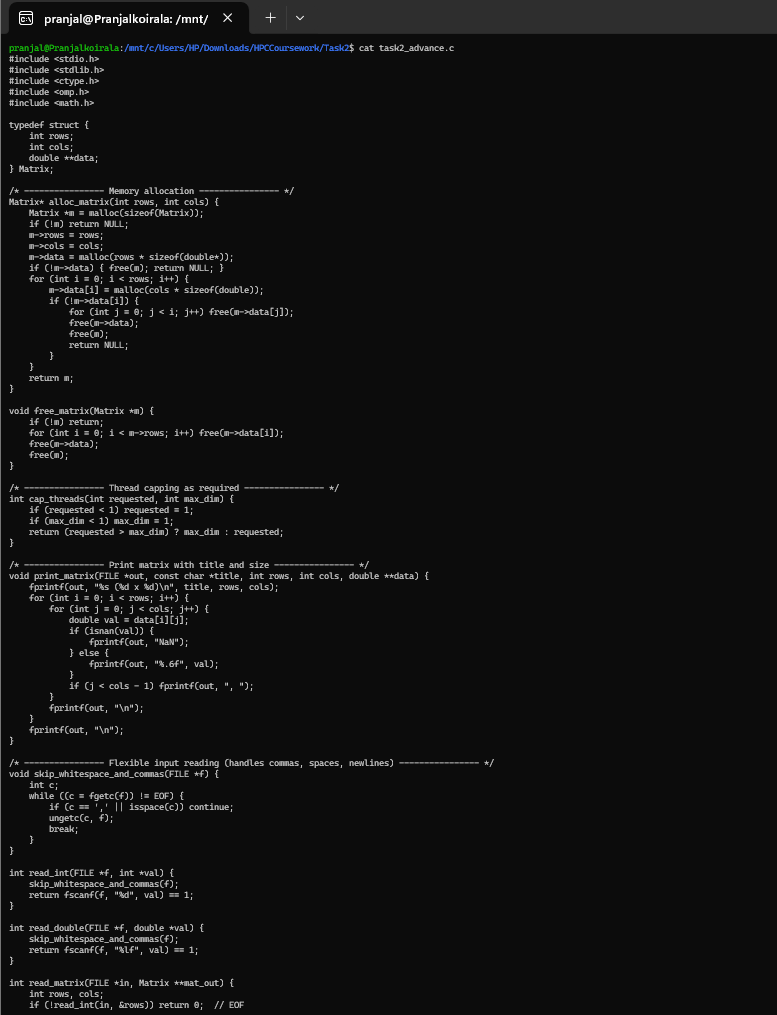 pranjal@Pranjalkoirala: /mnt/
pranjal@Pranjalkoirala:/mnt/c/Users/HP/Downloads/HPCCoursework/Task2$ cat task2_advance.c
#include <stdio.h>
#include <stdlib.h>
#include <ctype.h>
#include <omp.h>
#include <math.h>

typedef struct {
    int rows;
    int cols;
    double **data;
} Matrix;

/* ---------------- Memory allocation ---------------- */
Matrix* alloc_matrix(int rows, int cols) {
    Matrix *m = malloc(sizeof(Matrix));
    if (!m) return NULL;
    m->rows = rows;
    m->cols = cols;
    m->data = malloc(rows * sizeof(double*));
    if (!m->data) { free(m); return NULL; }
    for (int i = 0; i < rows; i++) {
        m->data[i] = malloc(cols * sizeof(double));
        if (!m->data[i]) {
            for (int j = 0; j < i; j++) free(m->data[j]);
            free(m->data);
            free(m);
            return NULL;
        }
    }
    return m;
}

void free_matrix(Matrix *m) {
    if (!m) return;
    for (int i = 0; i < m->rows; i++) free(m->data[i]);
    free(m->data);
    free(m);
}

/* ---------------- Thread capping as required ---------------- */
int cap_threads(int requested, int max_dim) {
    if (requested < 1) requested = 1;
    if (max_dim < 1) max_dim = 1;
    return (requested > max_dim) ? max_dim : requested;
}

/* ---------------- Print matrix with title and size ---------------- */
void print_matrix(FILE *out, const char *title, int rows, int cols, double **data) {
    fprintf(out, "%s (%d x %d)\n", title, rows, cols);
    for (int i = 0; i < rows; i++) {
        for (int j = 0; j < cols; j++) {
            double val = data[i][j];
            if (isnan(val)) {
                fprintf(out, "NaN");
            } else {
                fprintf(out, "%.6f", val);
            }
            if (j < cols - 1) fprintf(out, ", ");
        }
        fprintf(out, "\n");
    }
    fprintf(out, "\n");
}

/* ---------------- Flexible input reading (handles commas, spaces, newlines) ---------------- */
void skip_whitespace_and_commas(FILE *f) {
    int c;
    while ((c = fgetc(f)) != EOF) {
        if (c == ',' || isspace(c)) continue;
        ungetc(c, f);
        break;
    }
}

int read_int(FILE *f, int *val) {
    skip_whitespace_and_commas(f);
    return fscanf(f, "%d", val) == 1;
}

int read_double(FILE *f, double *val) {
    skip_whitespace_and_commas(f);
    return fscanf(f, "%lf", val) == 1;
}

int read_matrix(FILE *in, Matrix **mat_out) {
    int rows, cols;
    if (!read_int(in, &rows)) return 0;  // EOF